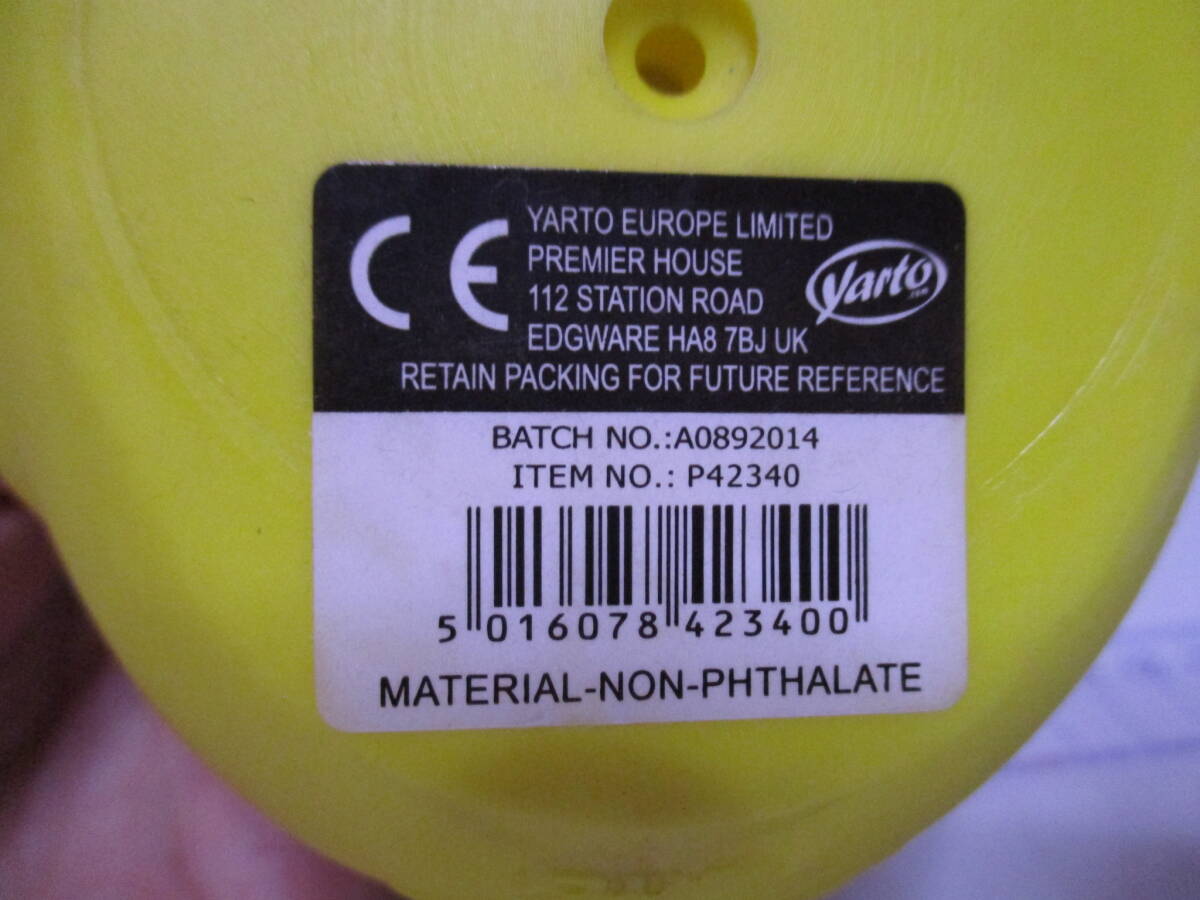 CE
YARTO EUROPE LIMITED
PREMIER HOUSE
112 STATION ROAD
EDGWARE HA8 7BJ UK
Yarto.com
RETAIN PACKING FOR FUTURE REFERENCE
BATCH NO.:A0892014
ITEM NO.: P42340
5 016078 423400
MATERIAL-NON-PHTHALATE